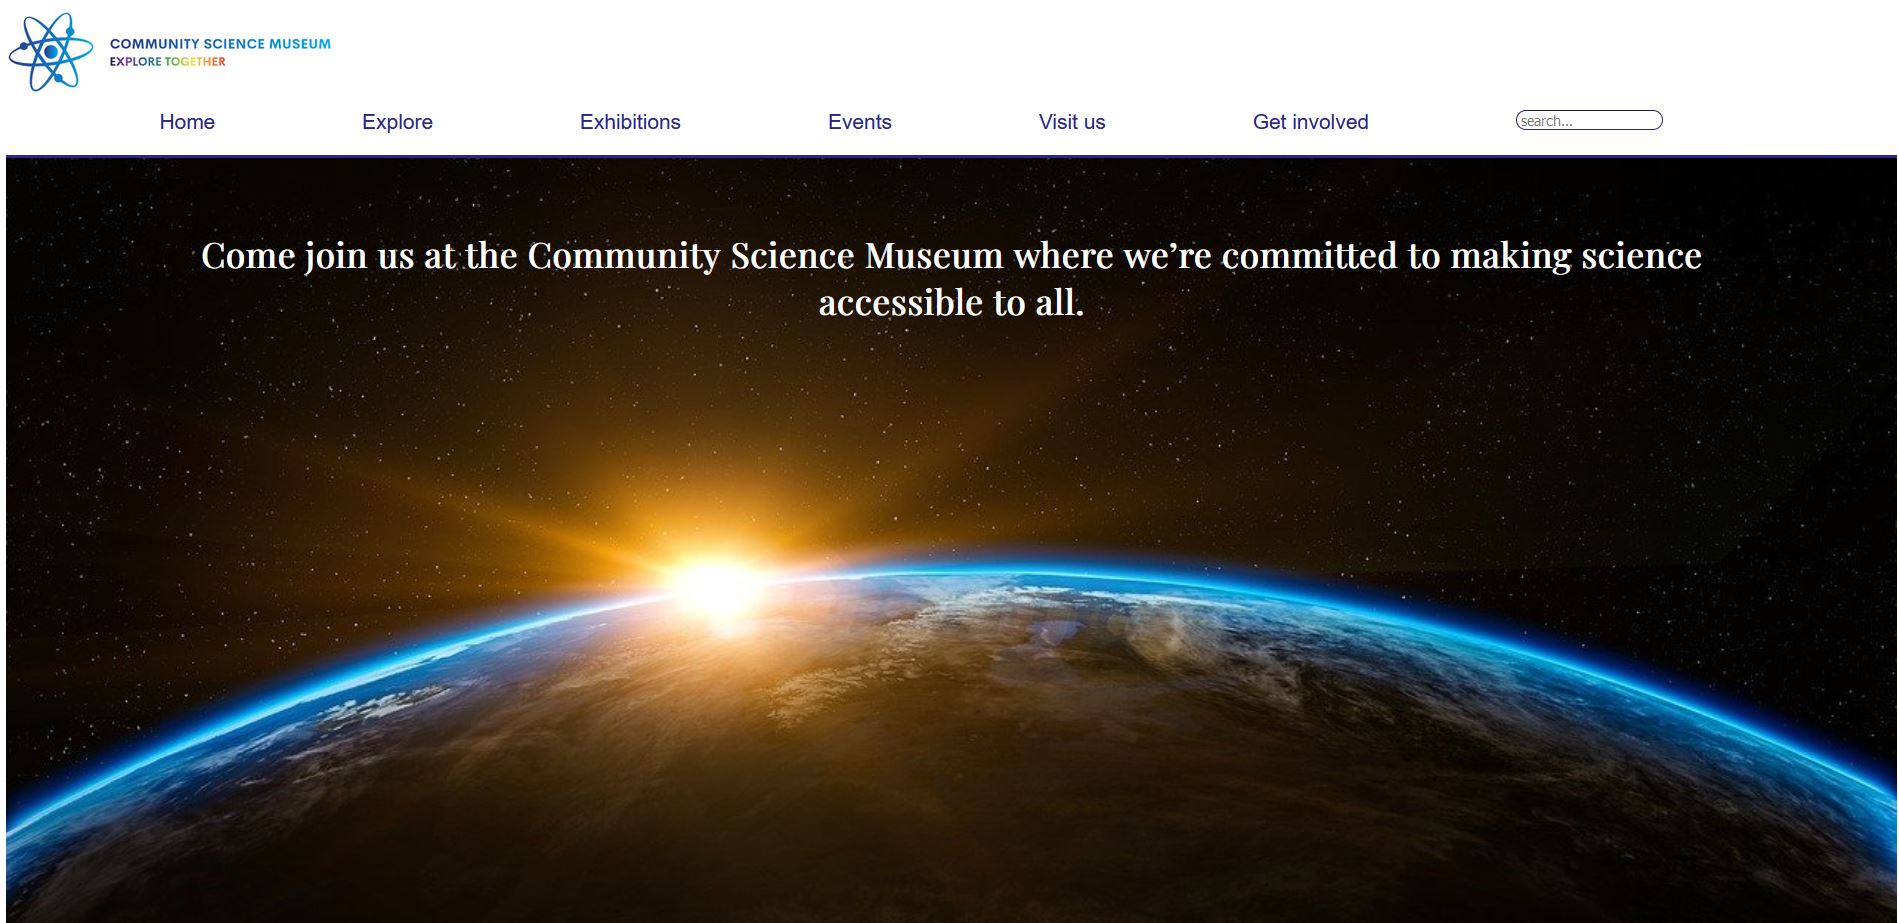 COMMUNITY SCIENCE MUSEUM
EXPLORE TOGETHER
Home Explore Exhibitions Events Visit us Get involved search...
Come join us at the Community Science Museum where we’re committed to making science
accessible to all.